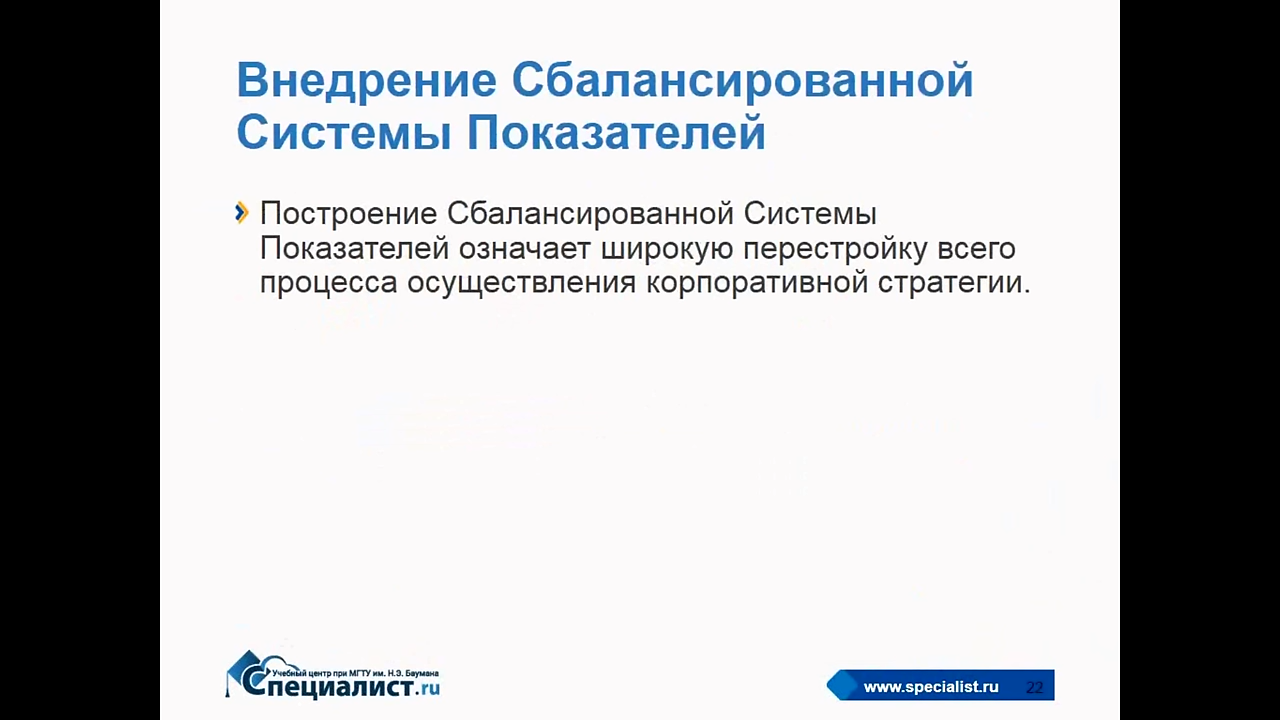 Внедрение Сбалансированной
Системы Показателей
Построение Сбалансированной Системы
Показателей означает широкую перестройку всего
процесса осуществления корпоративной стратегии.
Учебный центр при МГТУ им. Н.Э. Баумана
Специалист.ru
www.specialist.ru 22